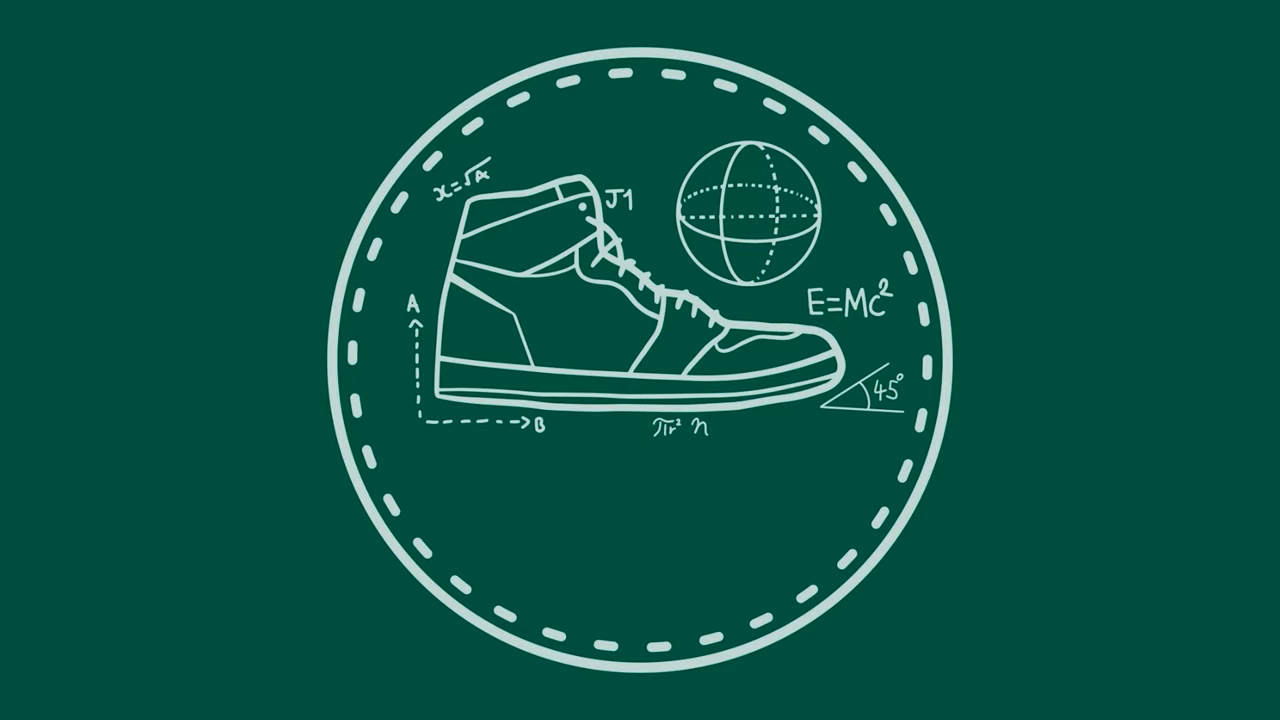 x=√A
J1
E=Mc²
A
45°
B
πr² n